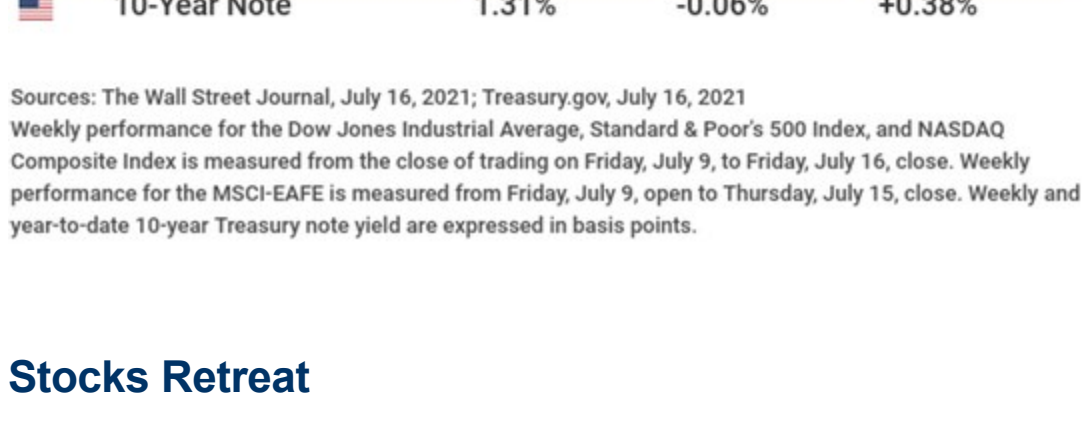 10-Year Note 1.31% -0.06% +0.38%
Sources: The Wall Street Journal, July 16, 2021; Treasury.gov, July 16, 2021
Weekly performance for the Dow Jones Industrial Average, Standard & Poor's 500 Index, and NASDAQ
Composite Index is measured from the close of trading on Friday, July 9, to Friday, July 16, close. Weekly
performance for the MSCI-EAFE is measured from Friday, July 9, open to Thursday, July 15, close. Weekly and
year-to-date 10-year Treasury note yield are expressed in basis points.
Stocks Retreat